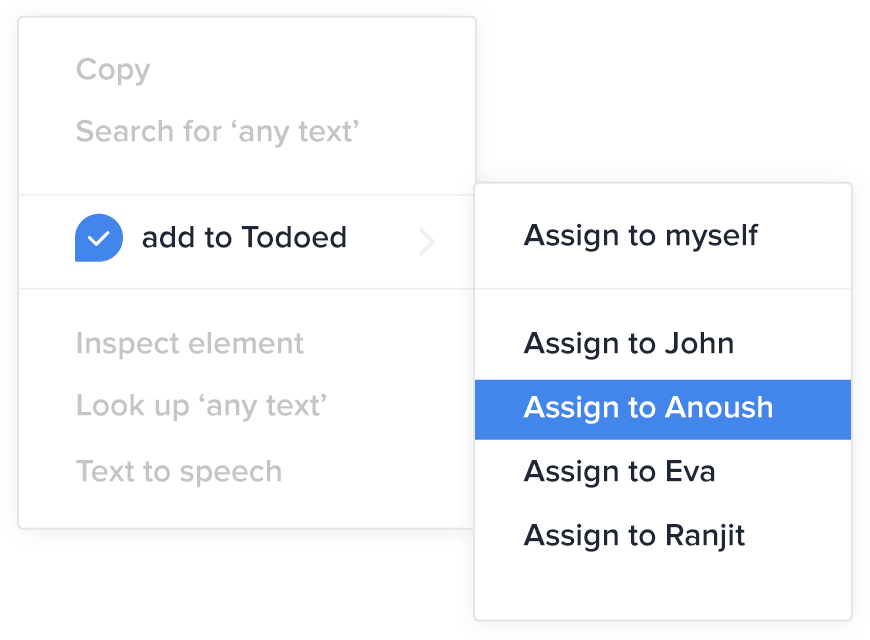 Copy
Search for ‘any text’
add to Todoed
Inspect element
Look up ‘any text’
Text to speech
Assign to myself
Assign to John
Assign to Anoush
Assign to Eva
Assign to Ranjit